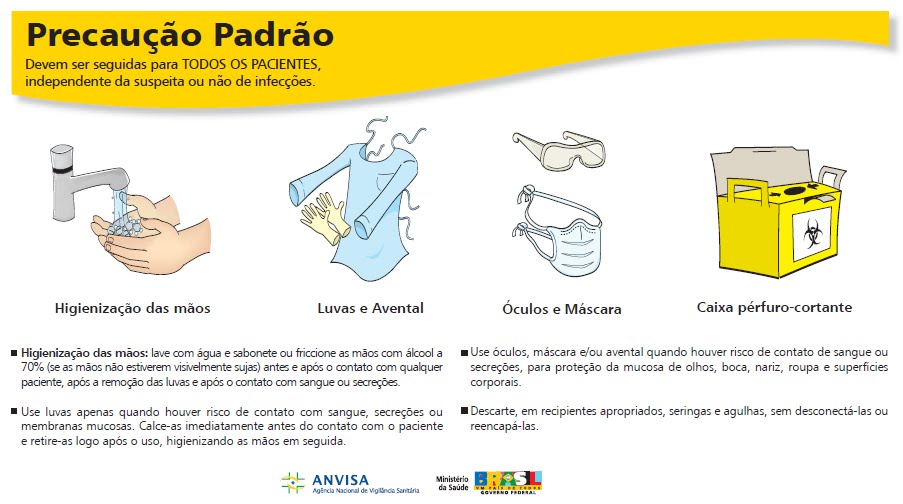 Precaução Padrão
Devem ser seguidas para TODOS OS PACIENTES,
independente da suspeita ou não de infecções.
Higienização das mãos
Luvas e Avental
Óculos e Máscara
Caixa pérfuro-cortante
Higienização das mãos: lave com água e sabonete ou friccione as mãos com álcool a
70% (se as mãos não estiverem visivelmente sujas) antes e após o contato com qualquer
paciente, após a remoção das luvas e após o contato com sangue ou secreções.
Use luvas apenas quando houver risco de contato com sangue, secreções ou
membranas mucosas. Calce-as imediatamente antes do contato com o paciente
e retire-as logo após o uso, higienizando as mãos em seguida.
Use óculos, máscara e/ou avental quando houver risco de contato de sangue ou
secreções, para proteção da mucosa de olhos, boca, nariz, roupa e superfícies
corporais.
Descarte, em recipientes apropriados, seringas e agulhas, sem desconectá-las ou
reencapá-las.
ANVISA
Agência Nacional de Vigilância Sanitária
Ministério
da Saúde
BRASIL
UM PAÍS DE TODOS
GOVERNO FEDERAL